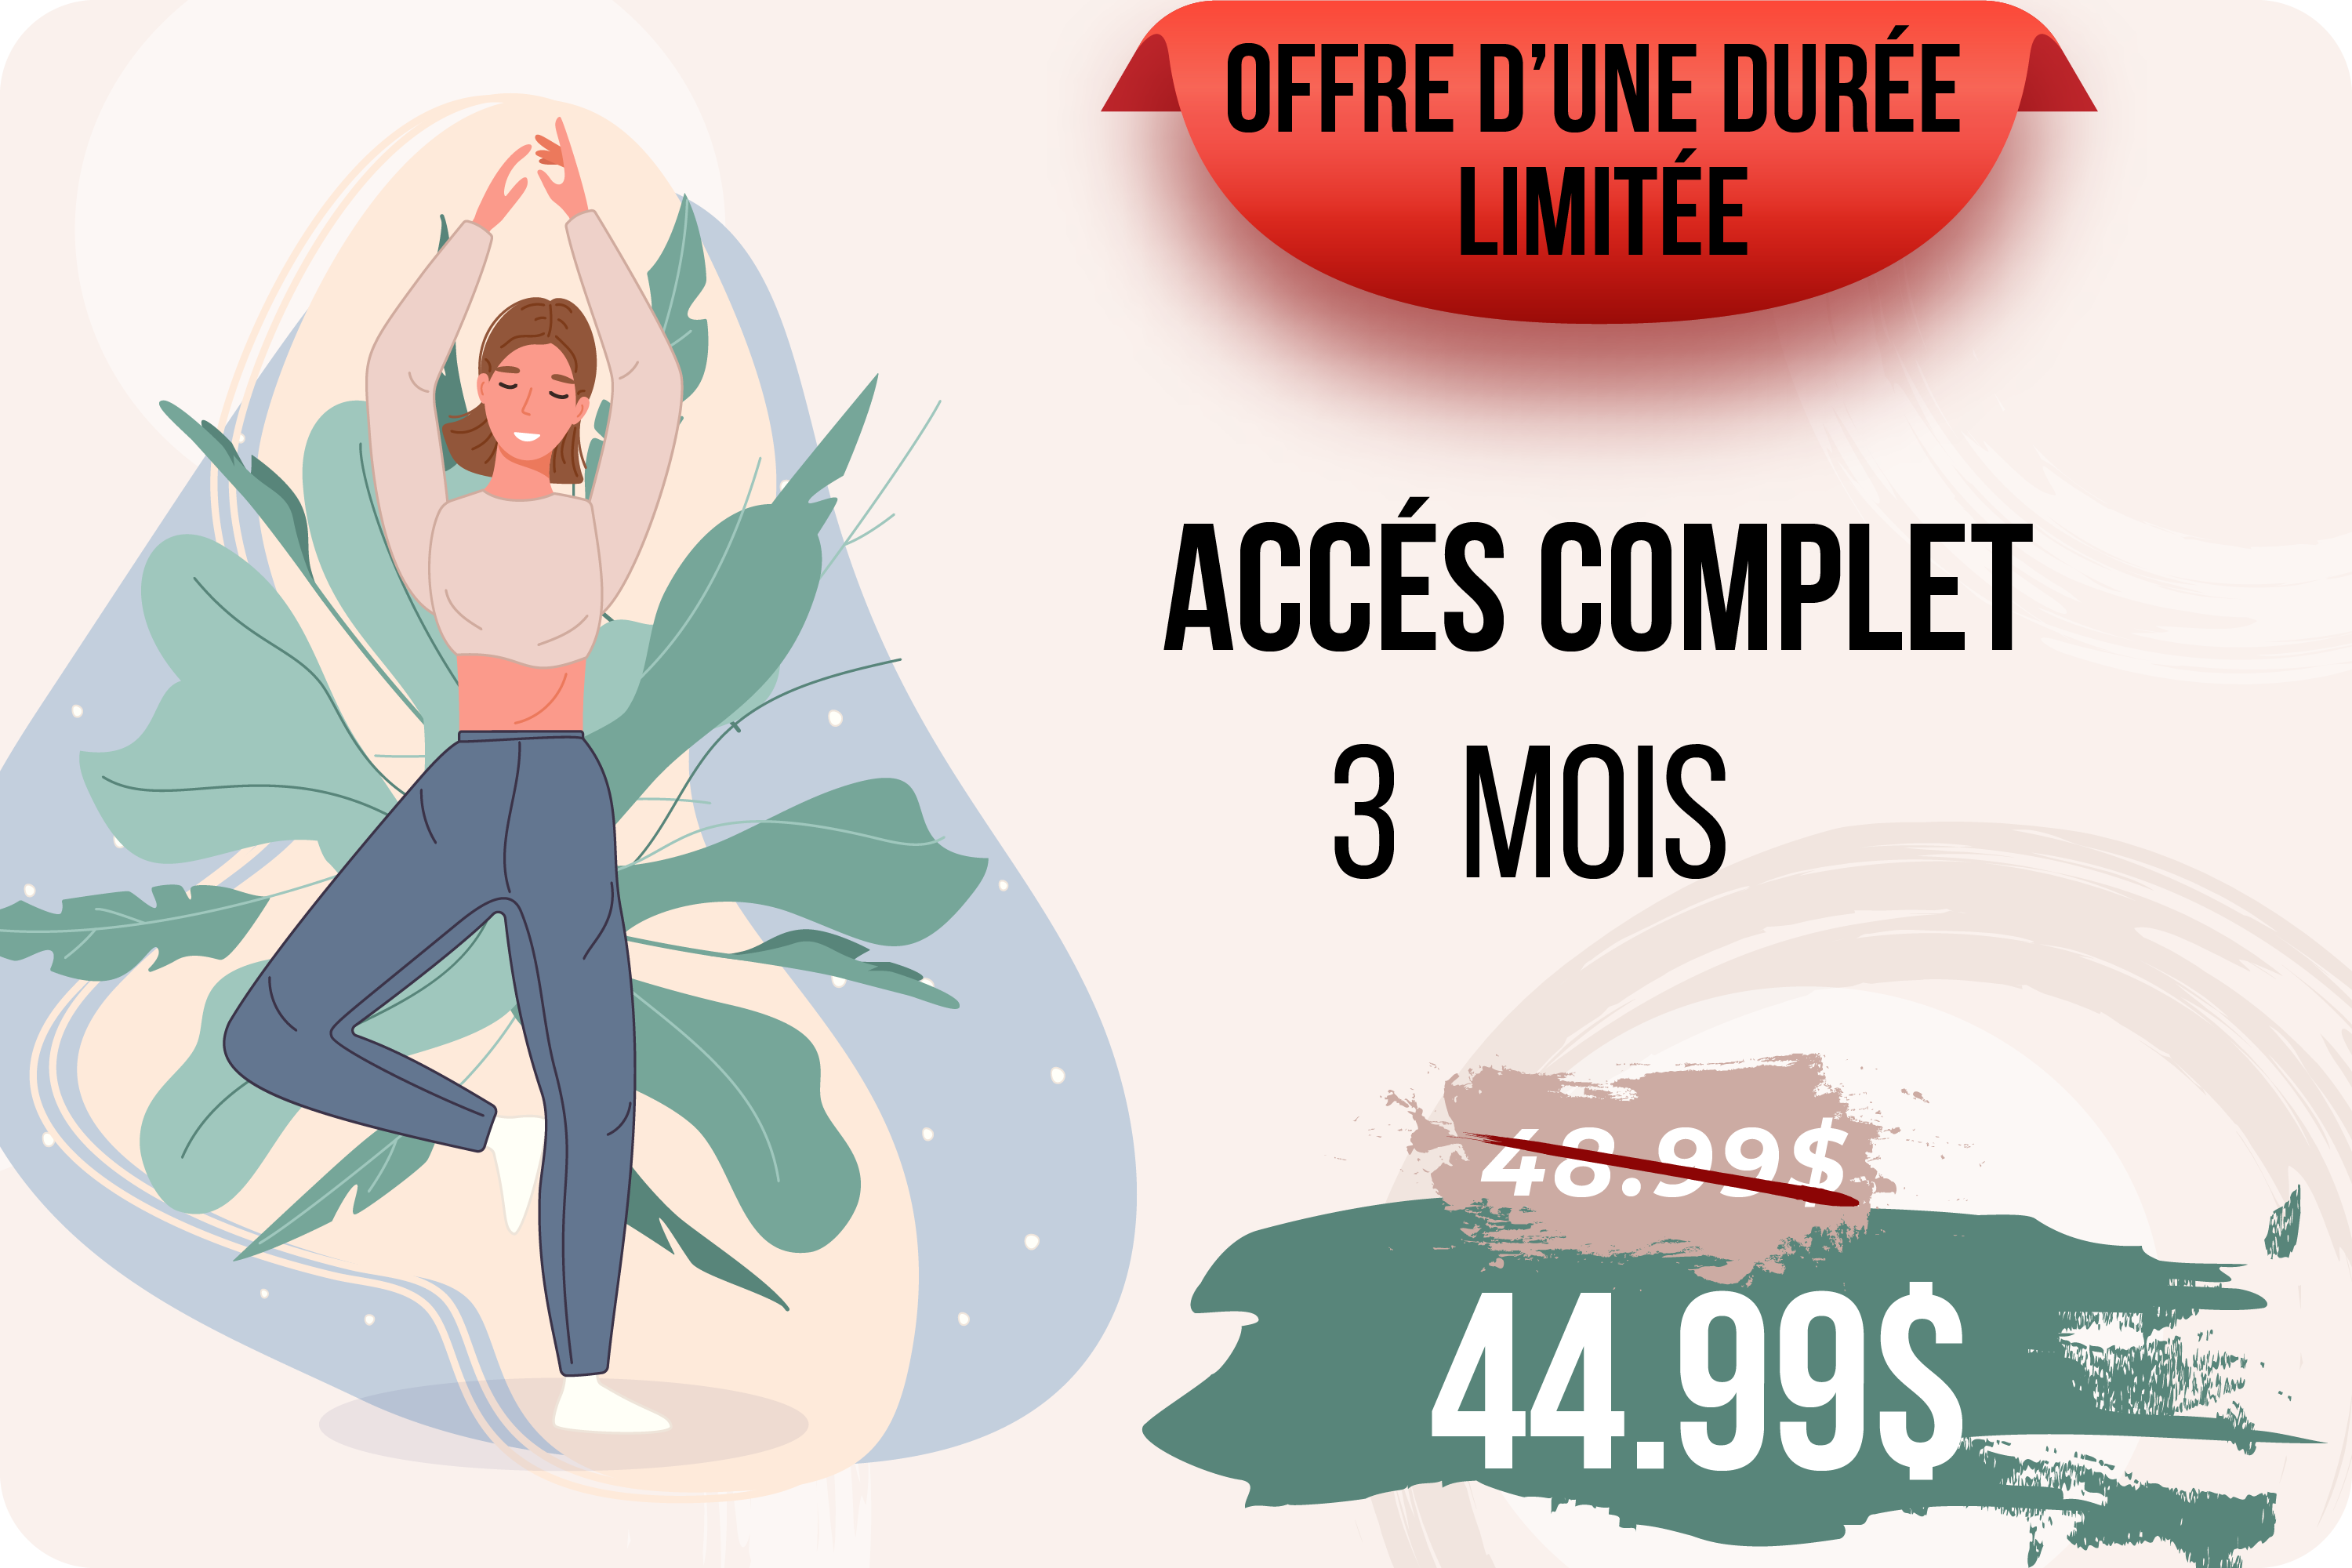 OFFRE D’UNE DURÉE
LIMITÉE
ACCÉS COMPLET
3 MOIS
48.99$
44.99$